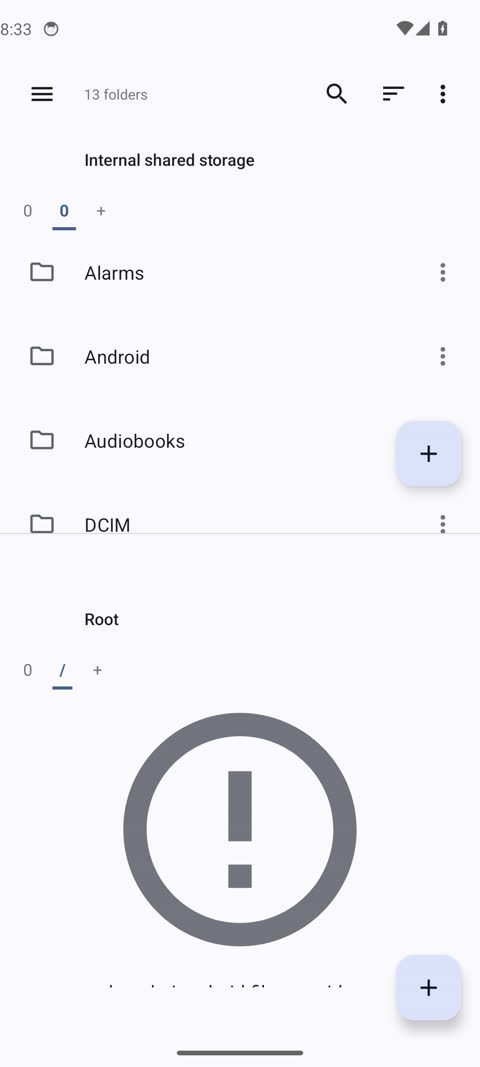 8:33
13 folders
Internal shared storage
0 0 +
Alarms
Android
Audiobooks
DCIM
Root
0 / +